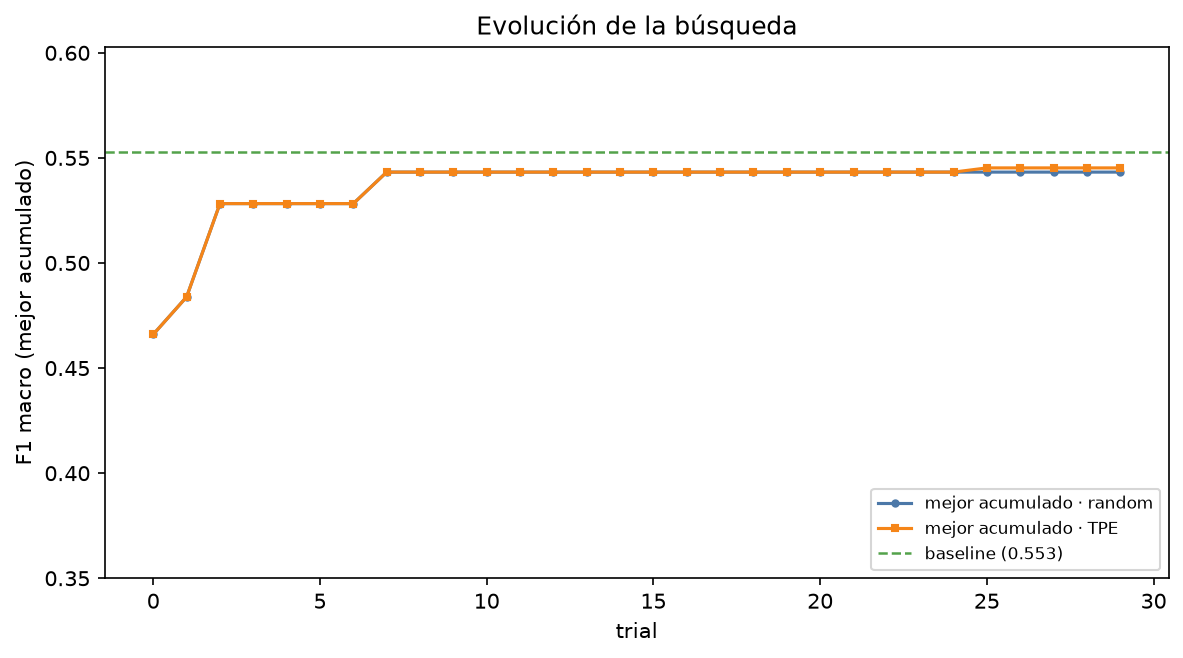 Evolución de la búsqueda
F1 macro (mejor acumulado)
0.60
0.55
0.50
0.45
0.40
0.35
mejor acumulado · random
mejor acumulado · TPE
baseline (0.553)
0 5 10 15 20 25 30
trial